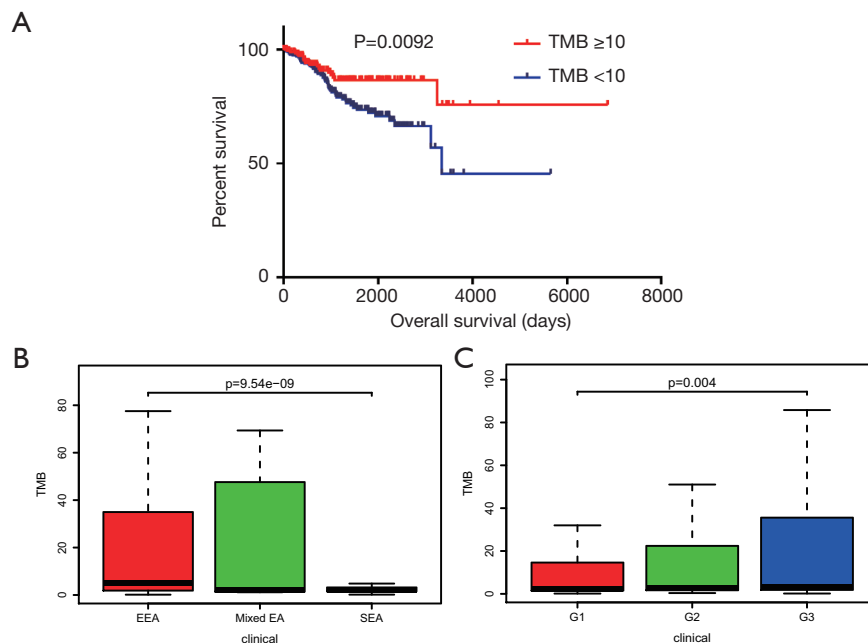 A
P=0.0092
TMB ≥10
TMB <10
100
50
0
Percent survival
0 2000 4000 6000 8000
Overall survival (days)
B
p=9.54e−09
80
60
40
20
0
TMB
EEA Mixed EA SEA
clinical
C
p=0.004
100
80
60
40
20
0
TMB
G1 G2 G3
clinical